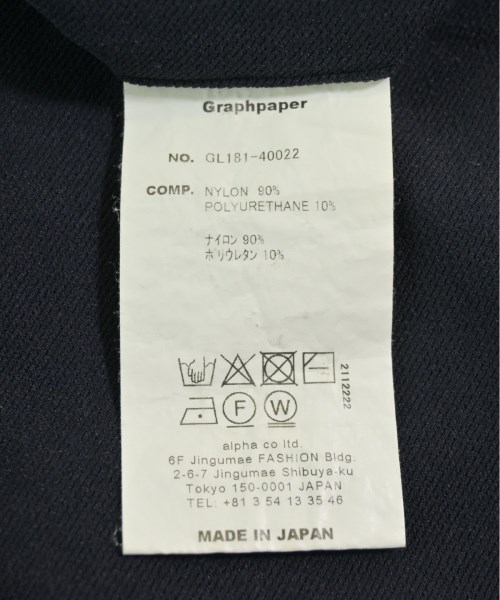 Graphpaper
NO. GL181-40022
COMP. NYLON 90%
POLYURETHANE 10%
ナイロン 90%
ポリウレタン 10%
2112222
F W
alpha co ltd.
6F Jingumae FASHION Bldg.
2-6-7 Jingumae Shibuya-ku
Tokyo 150-0001 JAPAN
TEL: +81 3 54 13 35 46
MADE IN JAPAN